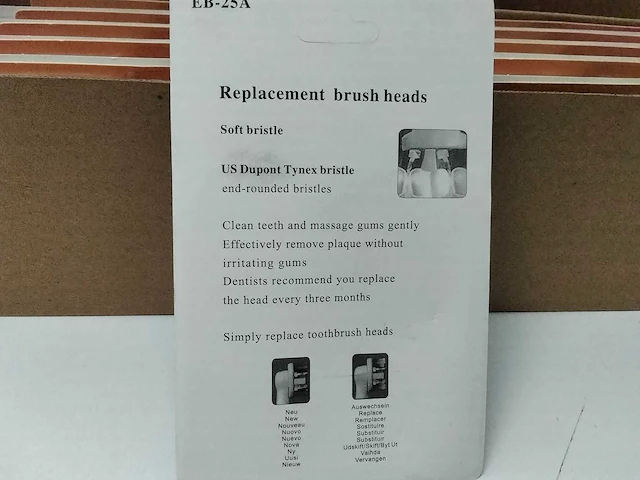 EB-25A
Replacement brush heads
Soft bristle
US Dupont Tynex bristle
end-rounded bristles
Clean teeth and massage gums gently
Effectively remove plaque without
irritating gums
Dentists recommend you replace
the head every three months
Simply replace toothbrush heads
Neu
New
Nouveau
Nuovo
Nuevo
Nova
Ny
Uusi
Nieuw
Auswechseln
Replace
Remplacer
Sostituire
Substituir
Substituir
Udskift/Skift/Byt Ut
Vaihda
Vervangen